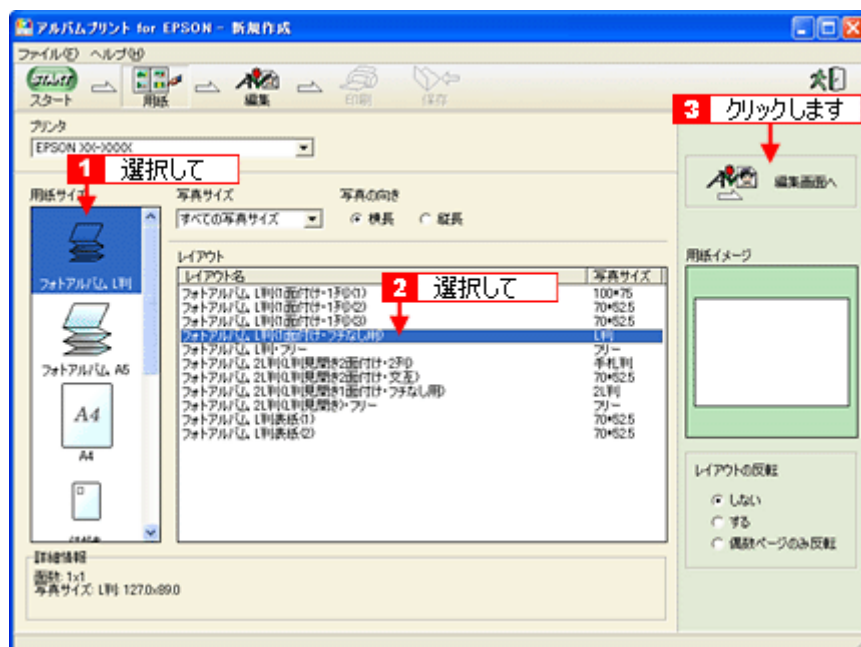 アルバムプリント for EPSON - 新規作成
ファイル(F) ヘルプ(H)
スタート 用紙 編集 印刷 保存
3 クリックします
プリンタ
EPSON XX-XXXX
1 選択して
編集画面へ
用紙サイズ
写真サイズ 写真の向き
すべての写真サイズ 横長 縦長
フォトアルバム L判
フォトアルバム A5
A4
A4
レイアウト
レイアウト名 写真サイズ
2 選択して
フォトアルバム L判(1面付け・1列)(1) 100*75
フォトアルバム L判(1面付け・1列)(2) 70*52.5
フォトアルバム L判(1面付け・1列)(3) 70*52.5
フォトアルバム L判(1面付け・フチなし用) L判
フォトアルバム L判・フリー フリー
フォトアルバム 2L判(L判見開き2面付け・2列) 手札判
フォトアルバム 2L判(L判見開き2面付け・交互) 70*52.5
フォトアルバム 2L判(L判見開き1面付け・フチなし用) 2L判
フォトアルバム 2L判(L判見開き)・フリー フリー
フォトアルバム L判表紙(1) 70*52.5
フォトアルバム L判表紙(2) 70*52.5
用紙イメージ
レイアウトの反転
しない
する
偶数ページのみ反転
詳細情報
面数: 1x1
写真サイズ: L判: 127.0x89.0